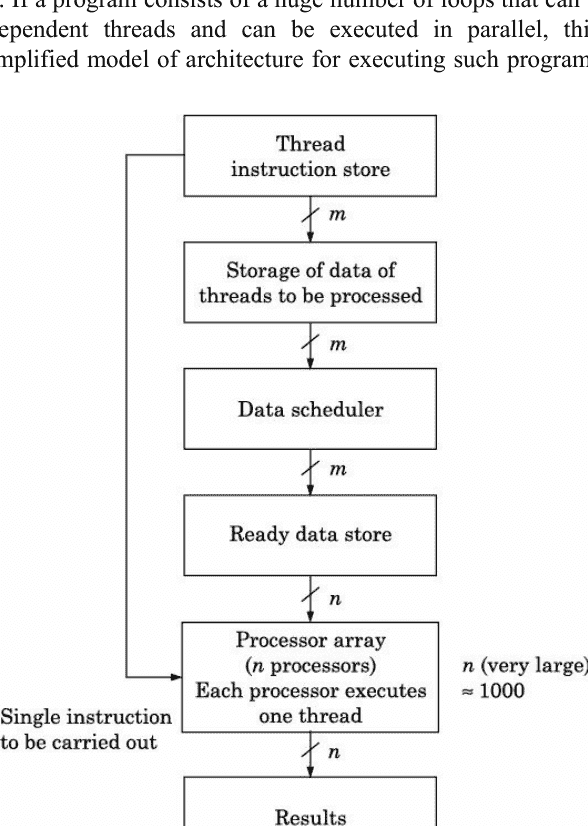 . If a program consists of a huge number of loops that can
ependent threads and can be executed in parallel, thi
mplified model of architecture for executing such program
Thread
instruction store
m
Storage of data of
threads to be processed
m
Data scheduler
m
Ready data store
n
Processor array
(n processors)
Each processor executes
one thread
n (very large)
≈ 1000
Single instruction
to be carried out
n
Results